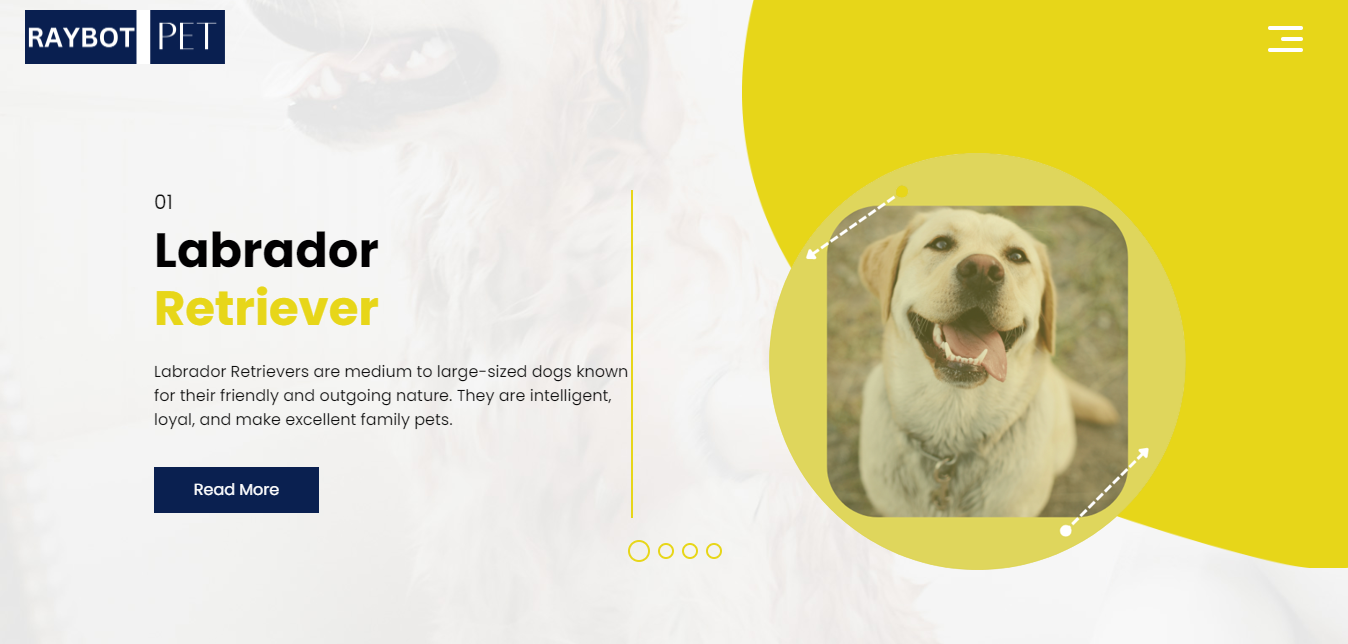 RAYBOT PET
01
Labrador
Retriever
Labrador Retrievers are medium to large-sized dogs known
for their friendly and outgoing nature. They are intelligent,
loyal, and make excellent family pets.
Read More